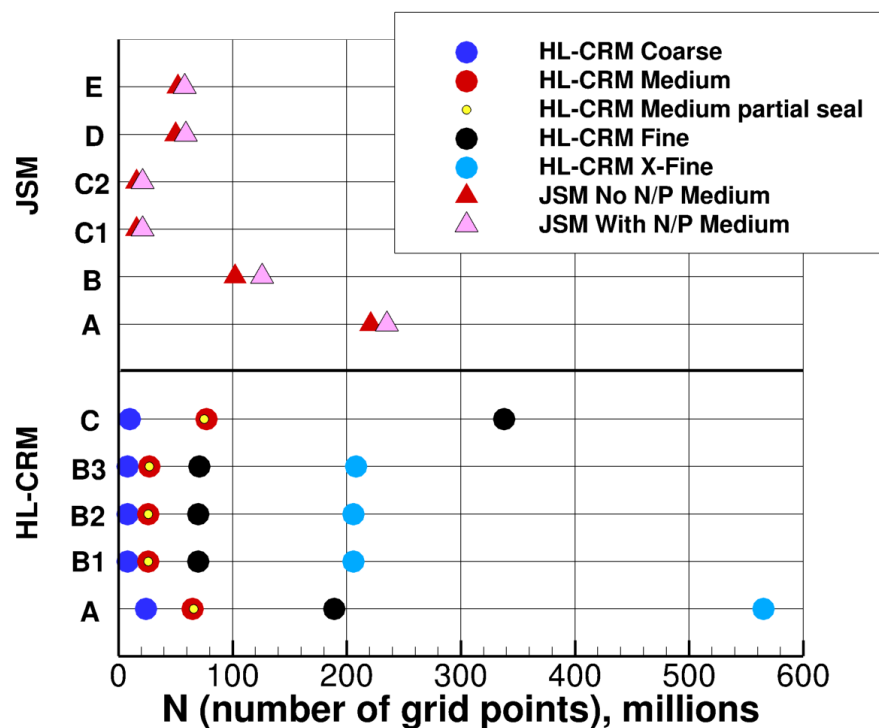 HL-CRM Coarse
HL-CRM Medium
HL-CRM Medium partial seal
HL-CRM Fine
HL-CRM X-Fine
JSM No N/P Medium
JSM With N/P Medium
JSM
E
D
C2
C1
B
A
HL-CRM
C
B3
B2
B1
A
0 100 200 300 400 500 600
N (number of grid points), millions